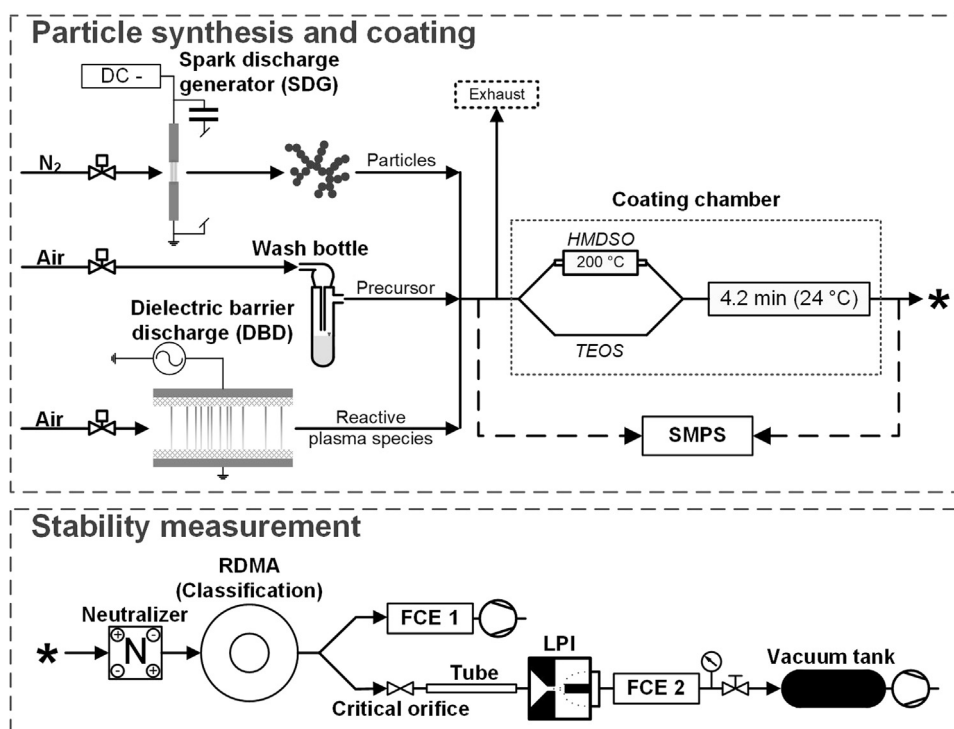 Particle synthesis and coating
DC -
Spark discharge
generator (SDG)
Exhaust
N₂
Particles
Coating chamber
HMDSO
200 °C
Air
Wash bottle
Precursor
4.2 min (24 °C)
*
TEOS
Dielectric barrier
discharge (DBD)
Air
Reactive
plasma species
SMPS
Stability measurement
RDMA
(Classification)
Neutralizer
FCE 1
*
N
+
-
-
+
LPI
Tube
FCE 2
Vacuum tank
Critical orifice